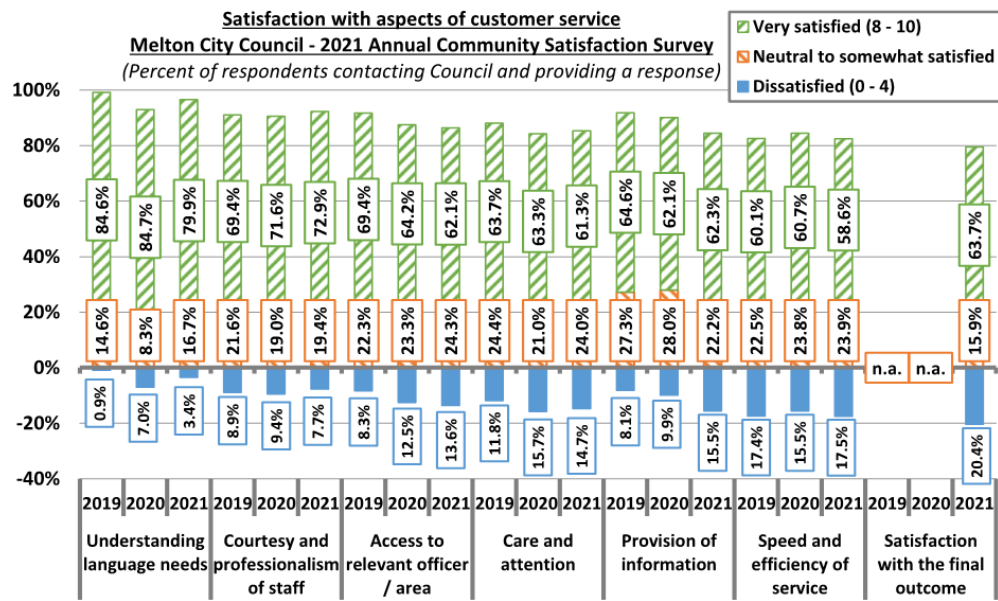 Satisfaction with aspects of customer service
Melton City Council - 2021 Annual Community Satisfaction Survey
(Percent of respondents contacting Council and providing a response)
Very satisfied (8 - 10)
Neutral to somewhat satisfied
Dissatisfied (0 - 4)
100%
80%
60%
40%
20%
0%
-20%
-40%
84.6% 84.7% 79.9% 69.4% 71.6% 72.9% 69.4% 64.2% 62.1% 63.7% 63.3% 61.3% 64.6% 62.1% 62.3% 60.1% 60.7% 58.6% 63.7%
14.6% 8.3% 16.7% 21.6% 19.0% 19.4% 22.3% 23.3% 24.3% 24.4% 21.0% 24.0% 27.3% 28.0% 22.2% 22.5% 23.8% 23.9% n.a. n.a. 15.9%
0.9% 7.0% 3.4% 8.9% 9.4% 7.7% 8.3% 12.5% 13.6% 11.8% 15.7% 14.7% 8.1% 9.9% 15.5% 17.4% 15.5% 17.5% 20.4%
2019 2020 2021 2019 2020 2021 2019 2020 2021 2019 2020 2021 2019 2020 2021 2019 2020 2021 2019 2020 2021
Understanding
language needs
Courtesy and
professionalism
of staff
Access to
relevant officer
/ area
Care and
attention
Provision of
information
Speed and
efficiency of
service
Satisfaction
with the final
outcome